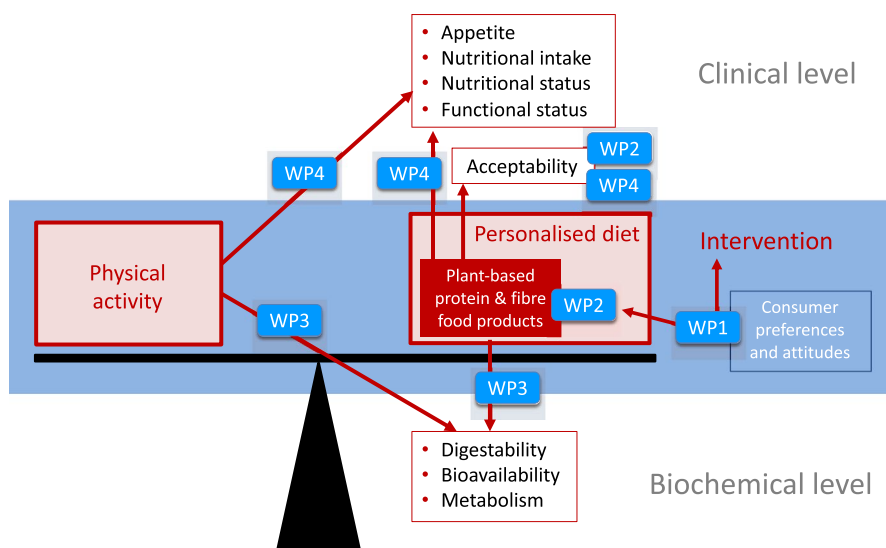 • Appetite
• Nutritional intake
• Nutritional status
• Functional status
Clinical level
WP4
WP4
Acceptability
WP2
WP4
Physical
activity
Personalised diet
Plant-based
protein & fibre
food products
WP2
Intervention
WP1
Consumer
preferences
and attitudes
WP3
WP3
• Digestability
• Bioavailability
• Metabolism
Biochemical level